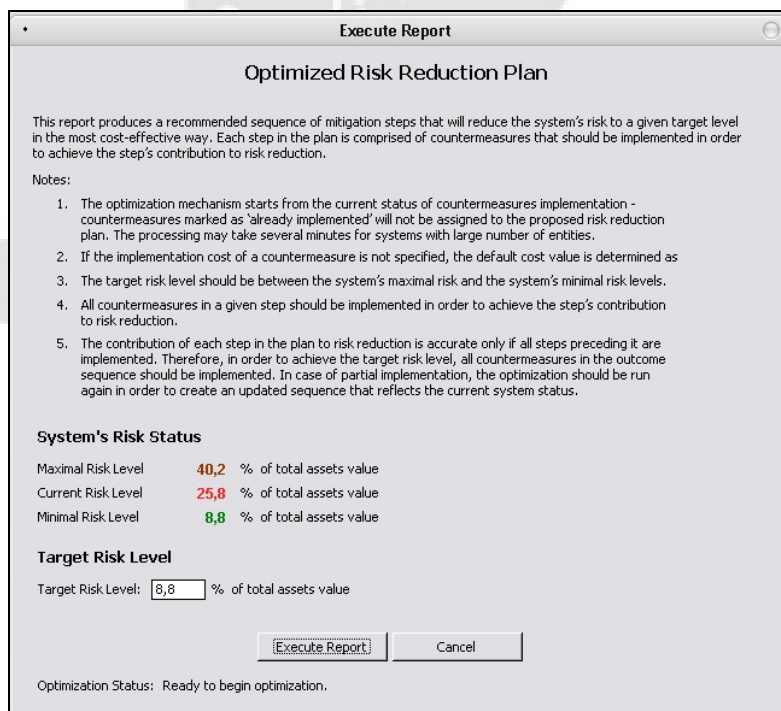 Execute Report
Optimized Risk Reduction Plan
This report produces a recommended sequence of mitigation steps that will reduce the system's risk to a given target level
in the most cost-effective way. Each step in the plan is comprised of countermeasures that should be implemented in order
to achieve the step's contribution to risk reduction.
Notes:
1. The optimization mechanism starts from the current status of countermeasures implementation -
countermeasures marked as 'already implemented' will not be assigned to the proposed risk reduction
plan. The processing may take several minutes for systems with large number of entities.
2. If the implementation cost of a countermeasure is not specified, the default cost value is determined as
3. The target risk level should be between the system's maximal risk and the system's minimal risk levels.
4. All countermeasures in a given step should be implemented in order to achieve the step's contribution
to risk reduction.
5. The contribution of each step in the plan to risk reduction is accurate only if all steps preceding it are
implemented. Therefore, in order to achieve the target risk level, all countermeasures in the outcome
sequence should be implemented. In case of partial implementation, the optimization should be run
again in order to create an updated sequence that reflects the current system status.
System's Risk Status
Maximal Risk Level 40,2 % of total assets value
Current Risk Level 25,8 % of total assets value
Minimal Risk Level 8,8 % of total assets value
Target Risk Level
Target Risk Level: 8,8 % of total assets value
Execute Report Cancel
Optimization Status: Ready to begin optimization.